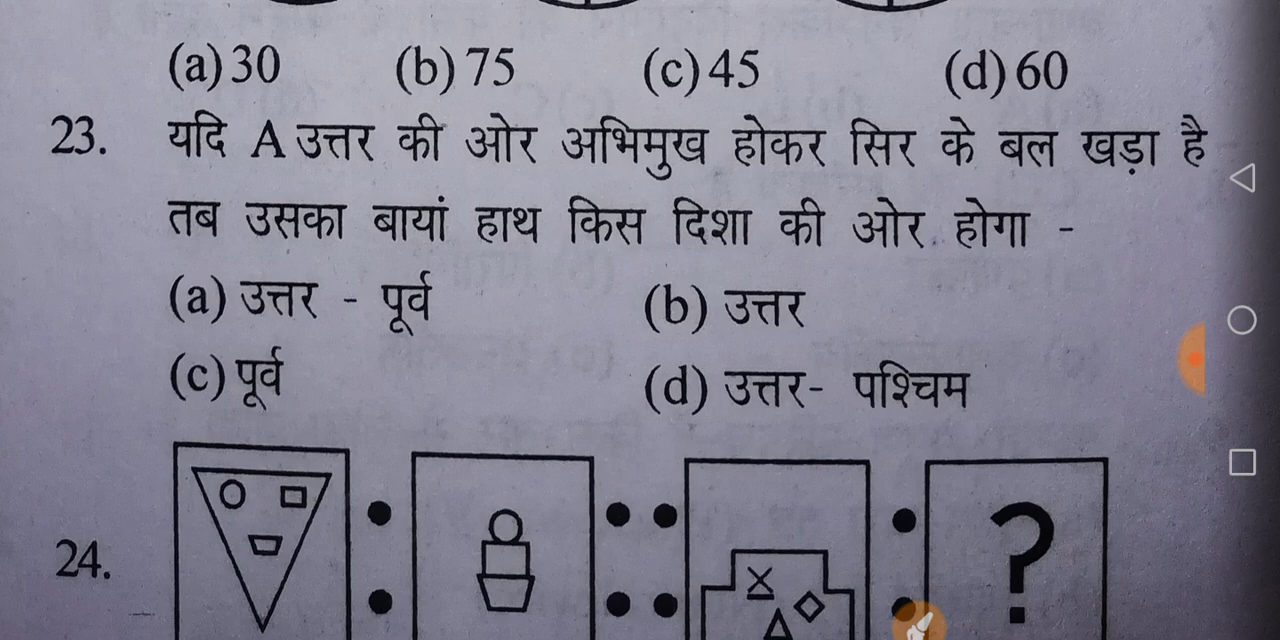 (a) 30 (b) 75 (c) 45 (d) 60
23. यदि A उत्तर की ओर अभिमुख होकर सिर के बल खड़ा है
तब उसका बायां हाथ किस दिशा की ओर होगा -
(a) उत्तर - पूर्व (b) उत्तर
(c) पूर्व (d) उत्तर- पश्चिम
24. ?